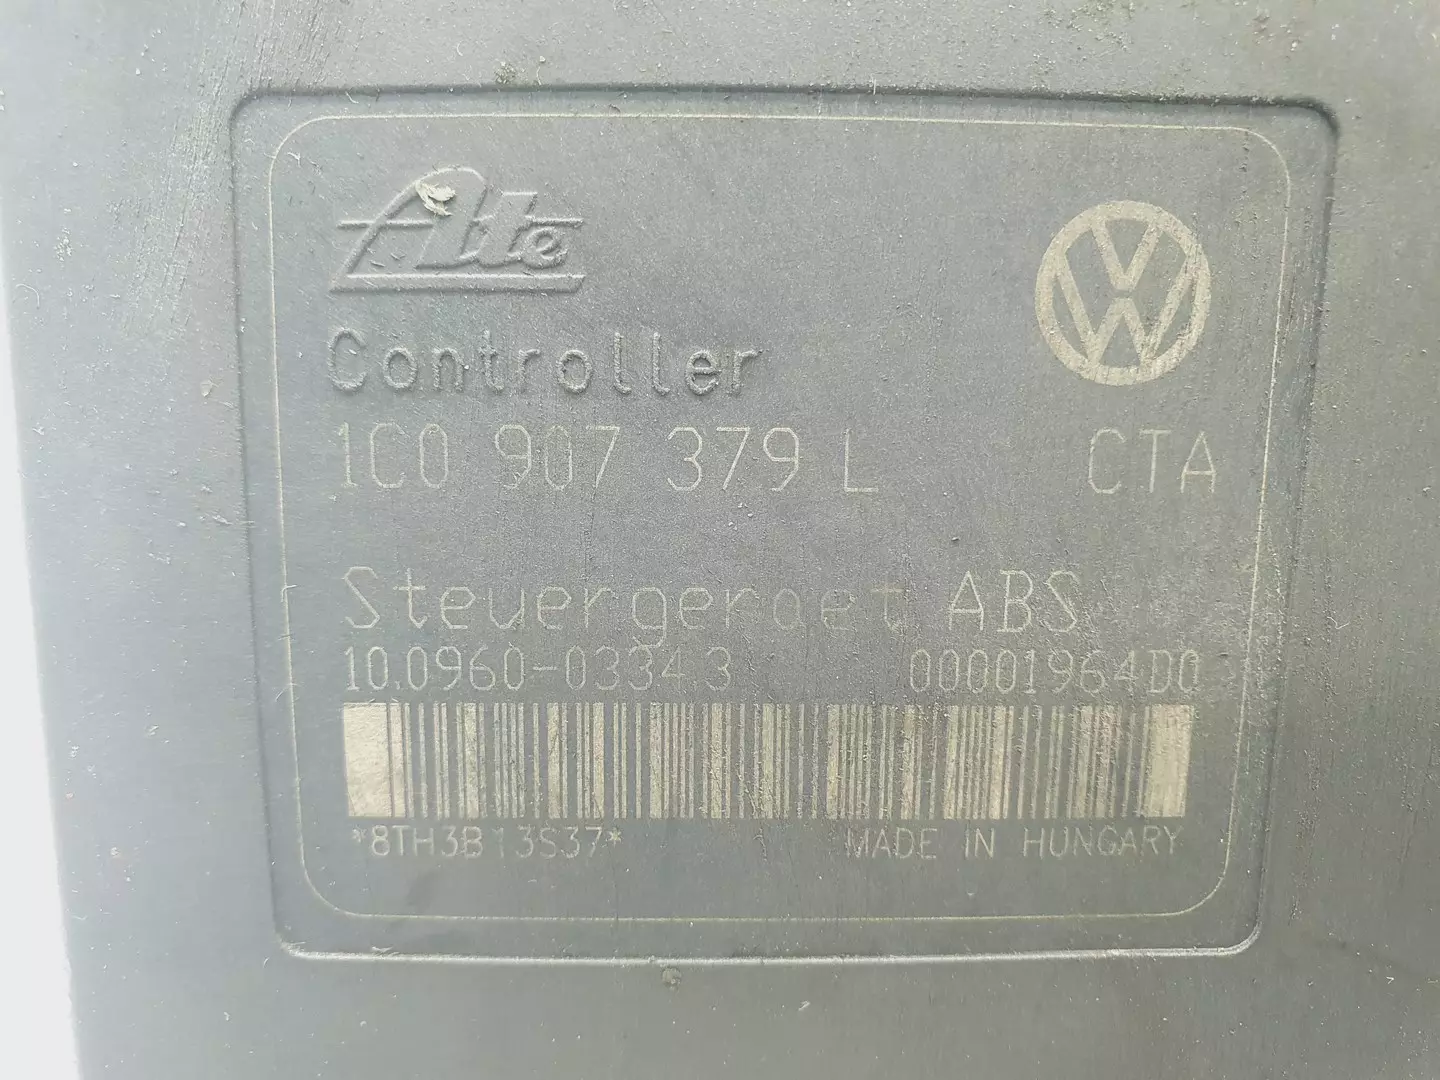 Ate
Controller
1C0 907 379 L CTA
Steuergeraet ABS
10.0960-0334.3 00001964D0
*8TH3B13S37* MADE IN HUNGARY